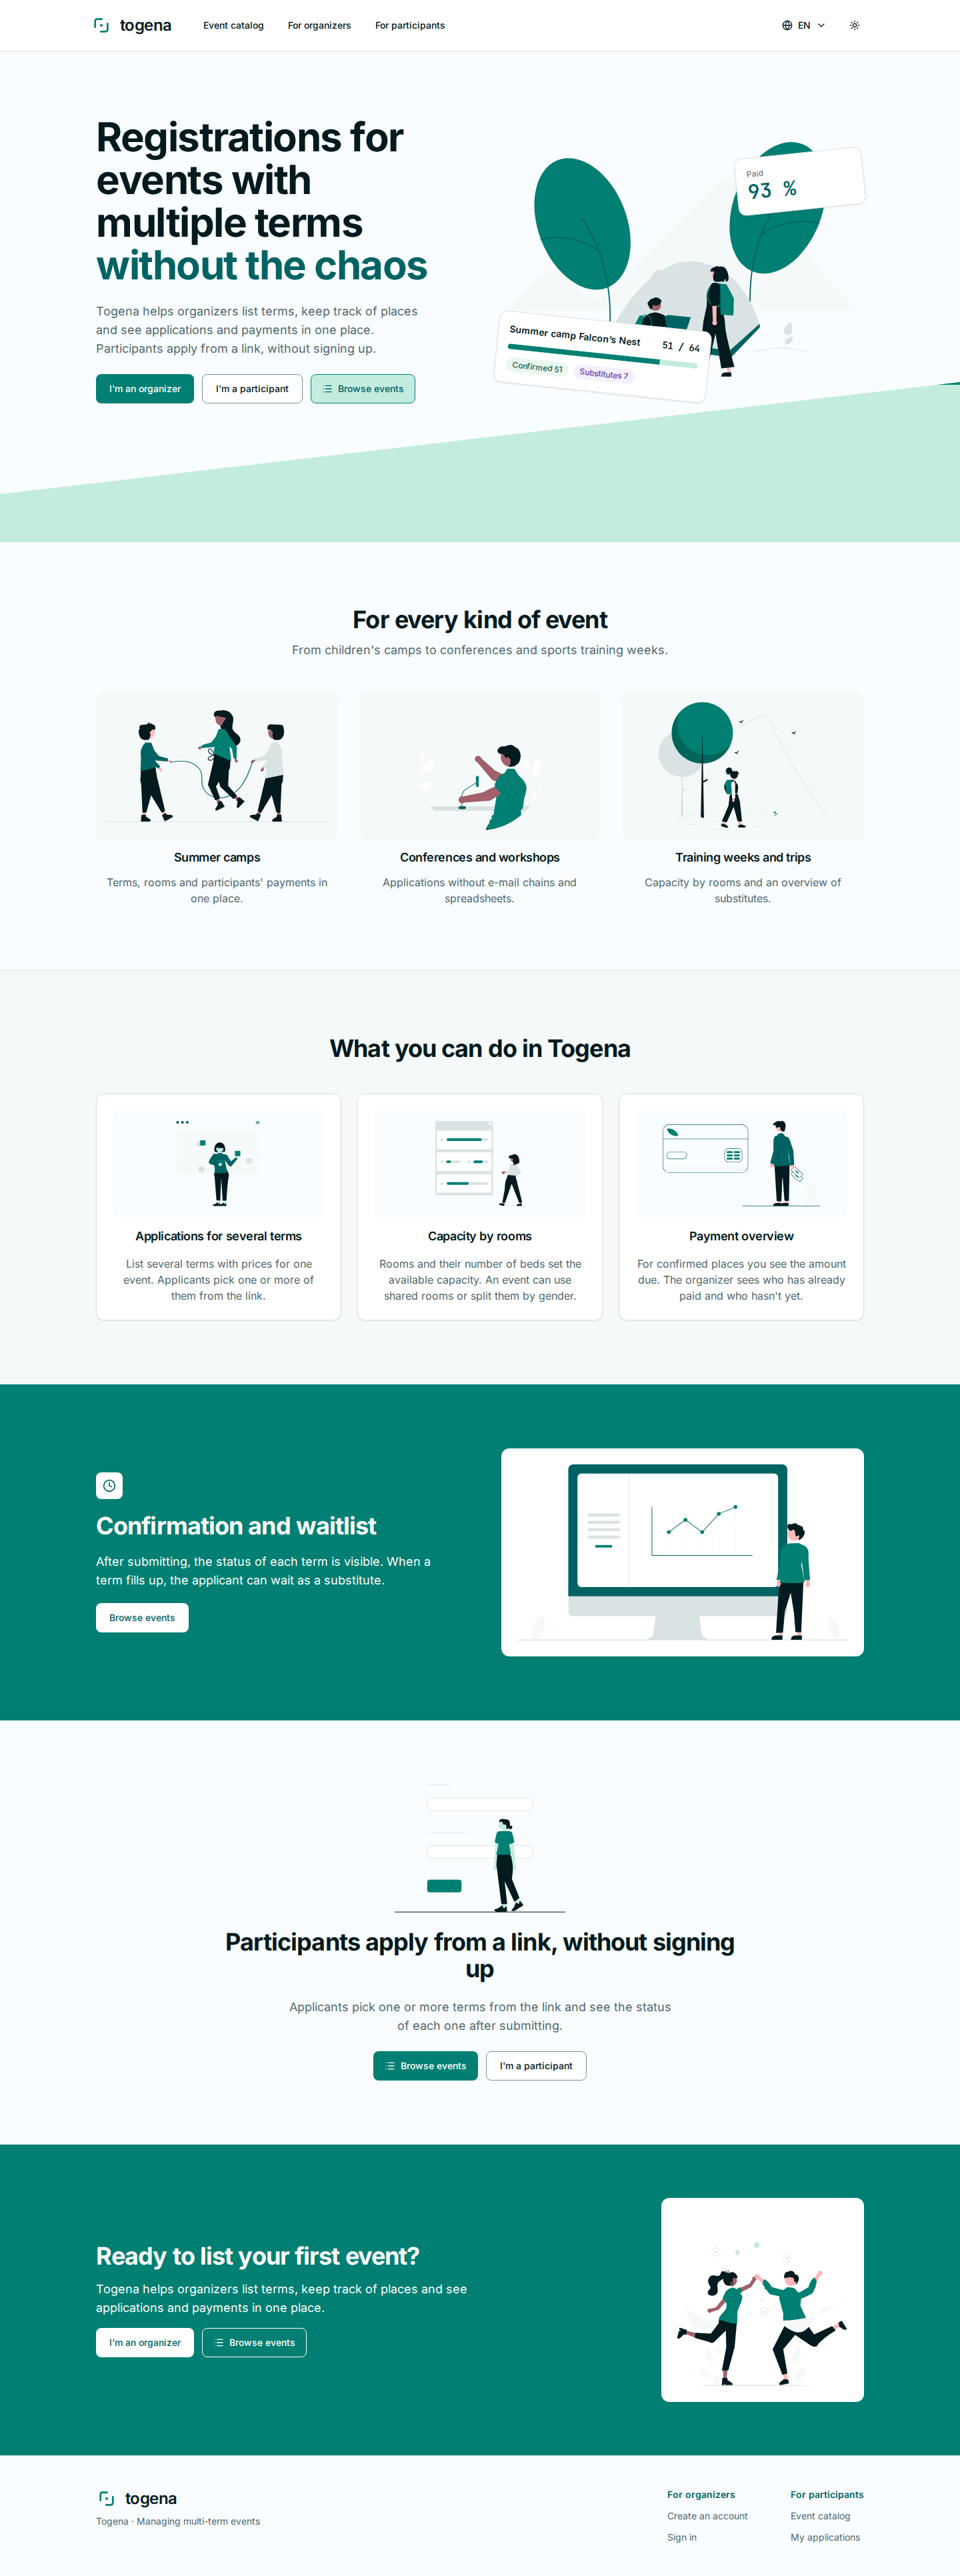 togena
Event catalog
For organizers
For participants
EN
Registrations for
events with
multiple terms
without the chaos
Togena helps organizers list terms, keep track of places
and see applications and payments in one place.
Participants apply from a link, without signing up.
I'm an organizer
I'm a participant
Browse events
Paid
93 %
Summer camp Falcon's Nest
51 / 64
Confirmed 51
Substitutes 7
For every kind of event
From children's camps to conferences and sports training weeks.
Summer camps
Terms, rooms and participants' payments in
one place.
Conferences and workshops
Applications without e-mail chains and
spreadsheets.
Training weeks and trips
Capacity by rooms and an overview of
substitutes.
What you can do in Togena
Applications for several terms
List several terms with prices for one
event. Applicants pick one or more of
them from the link.
Capacity by rooms
Rooms and their number of beds set the
available capacity. An event can use
shared rooms or split them by gender.
Payment overview
For confirmed places you see the amount
due. The organizer sees who has already
paid and who hasn't yet.
Confirmation and waitlist
After submitting, the status of each term is visible. When a
term fills up, the applicant can wait as a substitute.
Browse events
Participants apply from a link, without signing
up
Applicants pick one or more terms from the link and see the status
of each one after submitting.
Browse events
I'm a participant
Ready to list your first event?
Togena helps organizers list terms, keep track of places and see
applications and payments in one place.
I'm an organizer
Browse events
togena
Togena · Managing multi-term events
For organizers
Create an account
Sign in
For participants
Event catalog
My applications